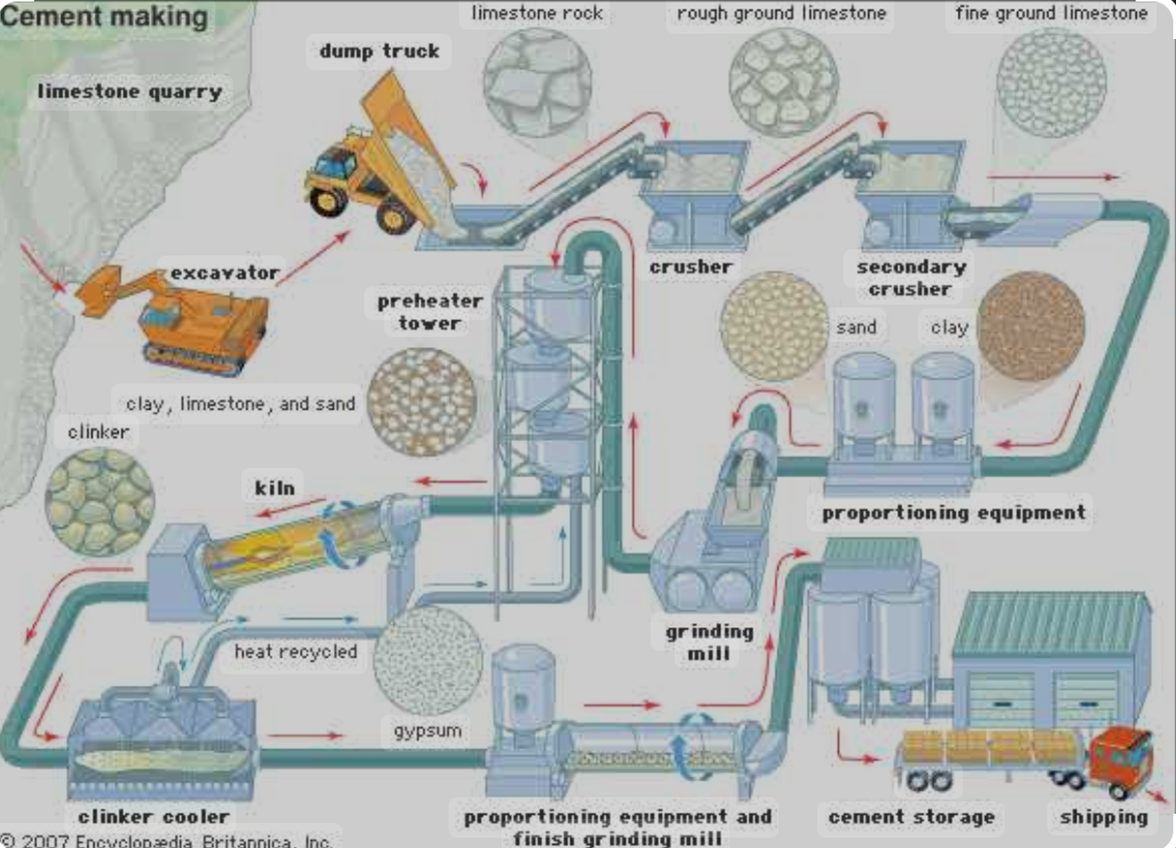 Cement making
limestone rock
rough ground limestone
fine ground limestone
dump truck
limestone quarry
excavator
crusher
secondary
crusher
preheater
tower
sand
clay
clay, limestone, and sand
clinker
kiln
proportioning equipment
grinding
mill
heat recycled
gypsum
clinker cooler
proportioning equipment and
finish grinding mill
cement storage
shipping
© 2007 Encyclopædia Britannica, Inc.